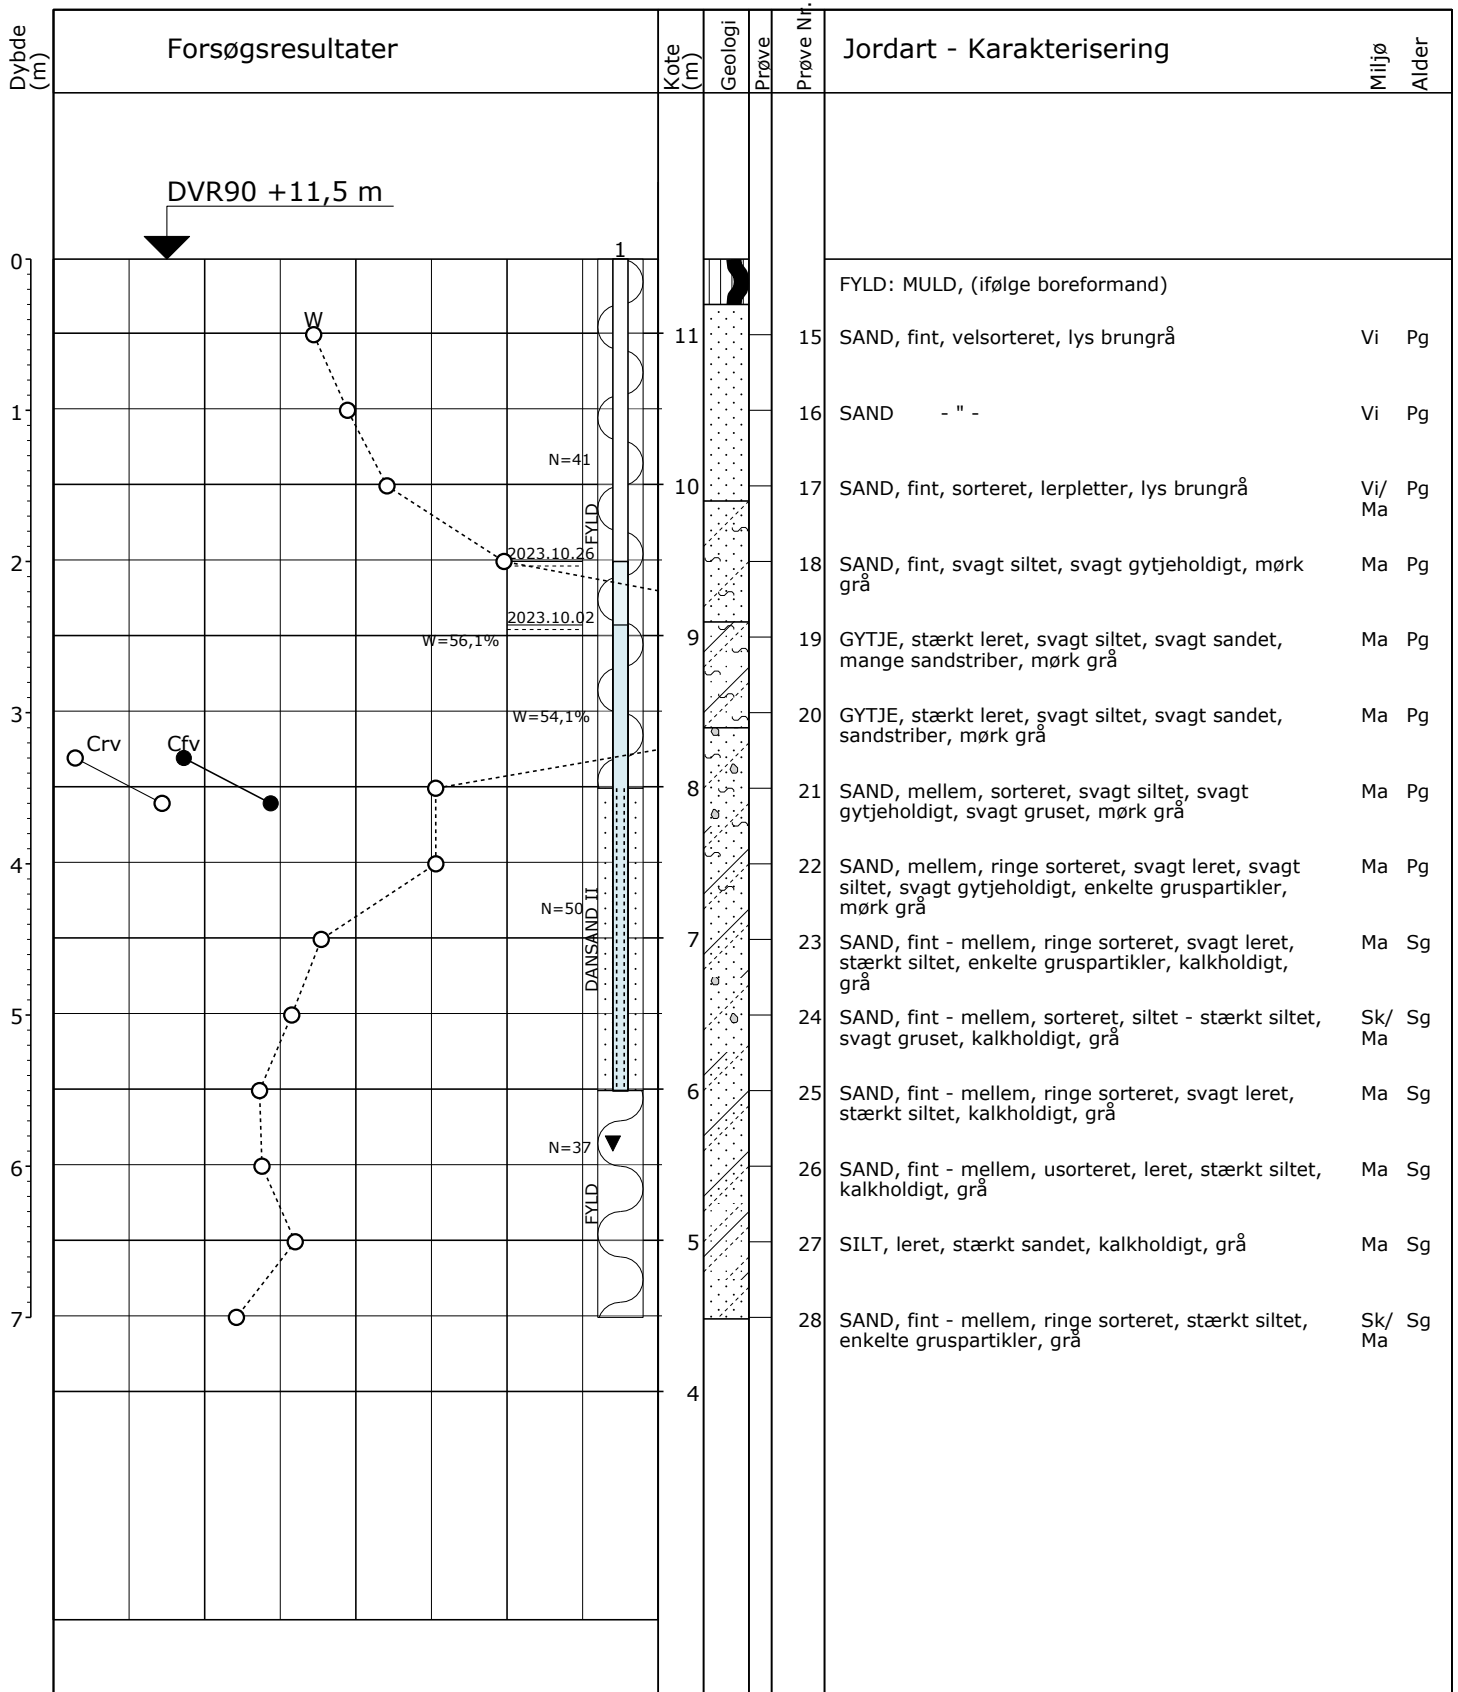 Dybde (m)
Forsøgsresultater
Kote (m)
Geologi
Prøve
Prøve Nr.
Jordart - Karakterisering
Miljø
Alder
DVR90 +11,5 m
1
0
FYLD: MULD, (ifølge boreformand)
W
11
15 SAND, fint, velsorteret, lys brungrå Vi Pg
1
16 SAND - " - Vi Pg
N=41
10
17 SAND, fint, sorteret, lerpletter, lys brungrå Vi/ Pg
Ma
FYLD
2023.10.26
2
18 SAND, fint, svagt siltet, svagt gytjeholdigt, mørk Ma Pg
grå
2023.10.02
W=56,1%
9
19 GYTJE, stærkt leret, svagt siltet, svagt sandet, Ma Pg
mange sandstriber, mørk grå
3
W=54,1%
20 GYTJE, stærkt leret, svagt siltet, svagt sandet, Ma Pg
sandstriber, mørk grå
Crv Cfv
8
21 SAND, mellem, sorteret, svagt siltet, svagt Ma Pg
gytjeholdigt, svagt gruset, mørk grå
4
22 SAND, mellem, ringe sorteret, svagt leret, svagt Ma Pg
siltet, svagt gytjeholdigt, enkelte gruspartikler,
mørk grå
N=50
DANSAND II
7
23 SAND, fint - mellem, ringe sorteret, svagt leret, Ma Sg
stærkt siltet, enkelte gruspartikler, kalkholdigt,
grå
5
24 SAND, fint - mellem, sorteret, siltet - stærkt siltet, Sk/ Sg
svagt gruset, kalkholdigt, grå Ma
6
25 SAND, fint - mellem, ringe sorteret, svagt leret, Ma Sg
stærkt siltet, kalkholdigt, grå
N=37
6
26 SAND, fint - mellem, usorteret, leret, stærkt siltet, Ma Sg
kalkholdigt, grå
FYLD
5
27 SILT, leret, stærkt sandet, kalkholdigt, grå Ma Sg
7
28 SAND, fint - mellem, ringe sorteret, stærkt siltet, Sk/ Sg
enkelte gruspartikler, grå Ma
4